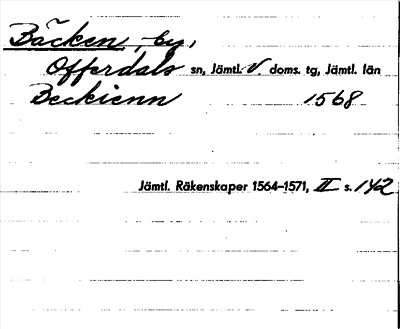 Bäcken, by,
Offerdals sn, Jämtl. V. doms. tg, Jämtl. län
Beckienn 1568
Jämtl. Räkenskaper 1564–1571, II s. 142